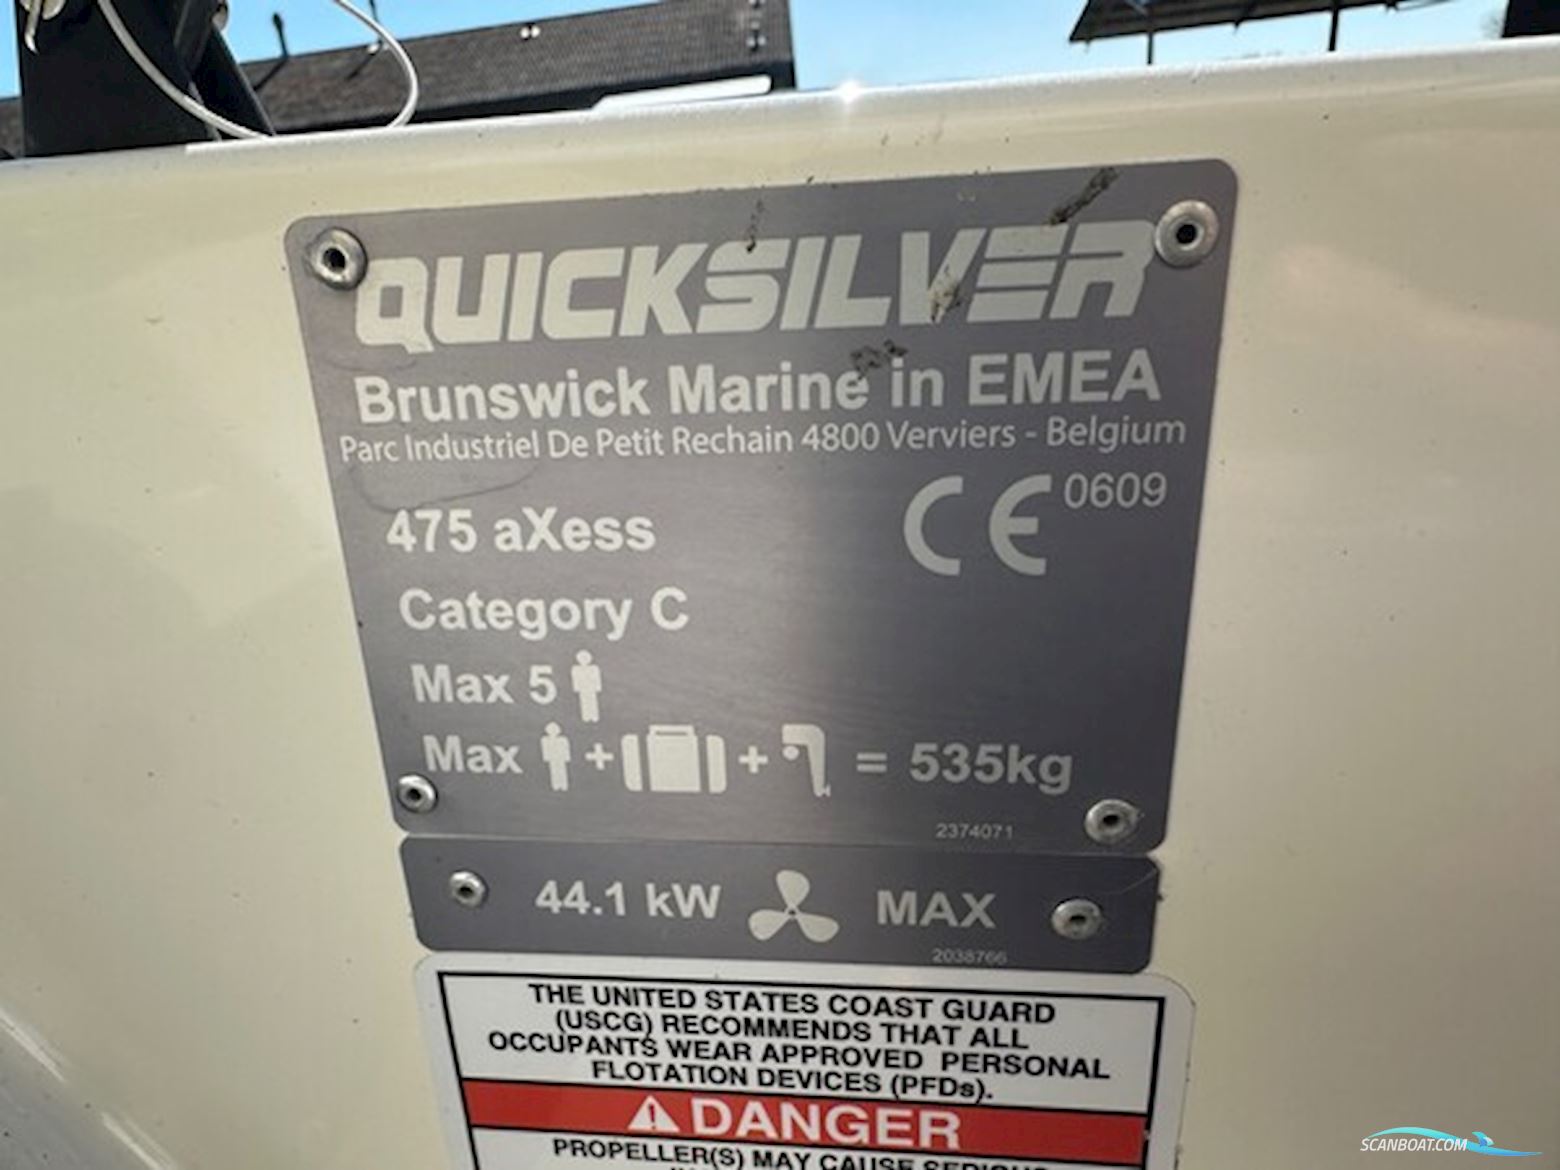 QUICKSILVER
Brunswick Marine in EMEA
Parc Industriel De Petit Rechain 4800 Verviers - Belgium
CE 0609
475 aXess
Category C
Max 5
Max + + = 535kg
2374071
44.1 kW MAX
2038766
THE UNITED STATES COAST GUARD
(USCG) RECOMMENDS THAT ALL
OCCUPANTS WEAR APPROVED PERSONAL
FLOTATION DEVICES (PFDs).
DANGER
PROPELLER(S) MAY CAUSE SERIOUS
SCANBOAT.COM